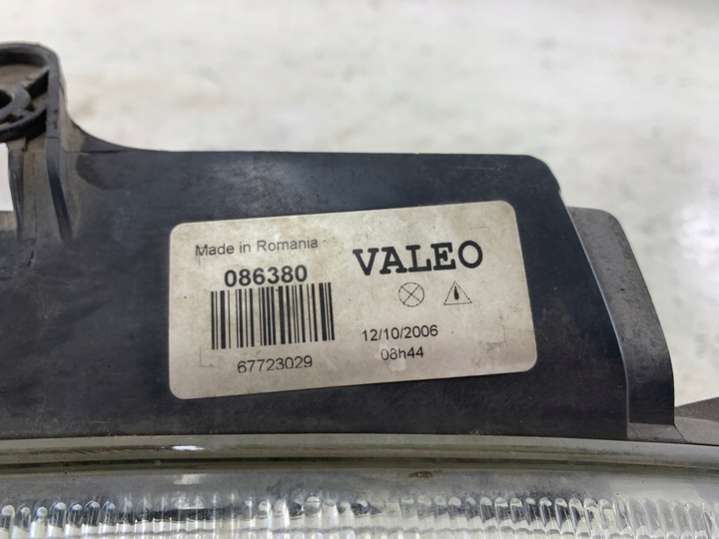 Made in Romania
086380
67723029
VALEO
12/10/2006
08h44